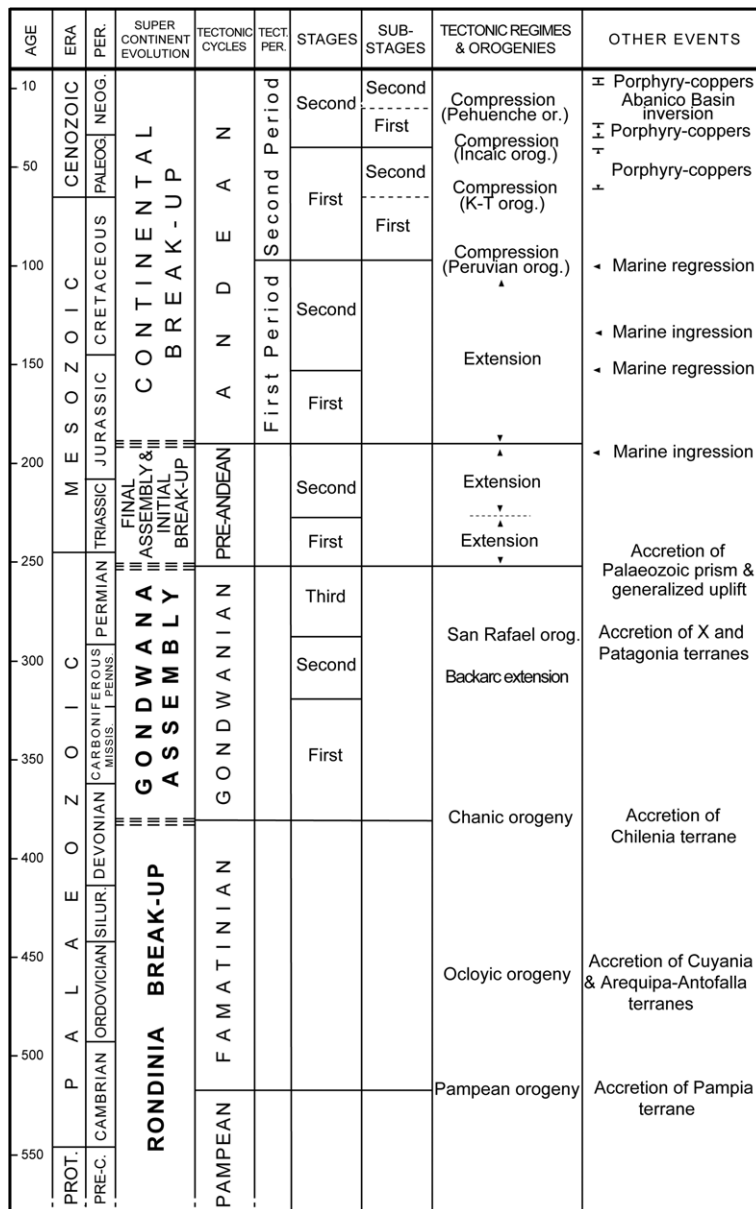 AGE
ERA
PER.
SUPER
CONTINENT
EVOLUTION
TECTONIC
CYCLES
TECT.
PER.
STAGES
SUB-
STAGES
TECTONIC REGIMES
& OROGENIES
OTHER EVENTS
10
50
100
150
200
250
300
350
400
450
500
550
CENOZOIC
MESOZOIC
PALAEOZOIC
PROT.
NEOG.
PALEOG.
CRETACEOUS
JURASSIC
TRIASSIC
PERMIAN
CARBONIFEROUS
PENNS.
MISSIS.
DEVONIAN
SILUR.
ORDOVICIAN
CAMBRIAN
PRE-C.
CONTINENTAL
BREAK-UP
FINAL
ASSEMBLY &
INITIAL
BREAK-UP
GONDWANA
ASSEMBLY
RONDINIA BREAK-UP
ANDEAN
PRE-ANDEAN
GONDWANIAN
FAMATINIAN
PAMPEAN
Second Period
First Period
Second
First
Second
First
Second
First
Third
Second
First
Second
First
Second
First
Compression
(Pehuenche or.)
Compression
(Incaic orog.)
Compression
(K-T orog.)
Compression
(Peruvian orog.)
Extension
Extension
Extension
San Rafael orog.
Backarc extension
Chanic orogeny
Ocloyic orogeny
Pampean orogeny
Porphyry-coppers
Abanico Basin
inversion
Porphyry-coppers
Porphyry-coppers
Marine regression
Marine ingression
Marine regression
Marine ingression
Accretion of
Palaeozoic prism &
generalized uplift
Accretion of X and
Patagonia terranes
Accretion of
Chilenia terrane
Accretion of Cuyania
& Arequipa-Antofalla
terranes
Accretion of Pampia
terrane